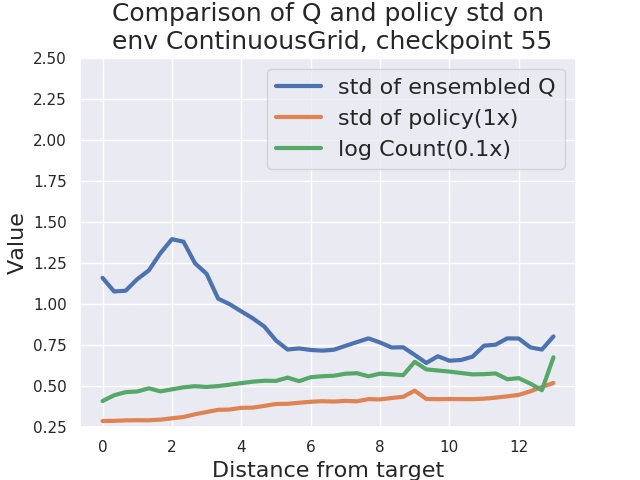 Comparison of Q and policy std on
env ContinuousGrid, checkpoint 55
2.50
2.25
2.00
1.75
1.50
1.25
1.00
0.75
0.50
0.25
Value
std of ensembled Q
std of policy(1x)
log Count(0.1x)
0 2 4 6 8 10 12
Distance from target